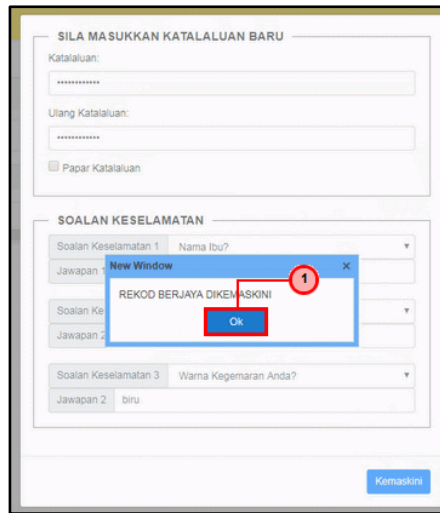 SILA MASUKKAN KATALALUAN BARU
Katalaluan:
************
Ulang Katalaluan:
************
Papar Katalaluan
SOALAN KESELAMATAN
Soalan Keselamatan 1 Nama Ibu?
Jawapan 1
New Window ×
1
REKOD BERJAYA DIKEMASKINI
Ok
Soalan Ke
Jawapan 2
Soalan Keselamatan 3 Warna Kegemaran Anda?
Jawapan 2 biru
Kemaskini